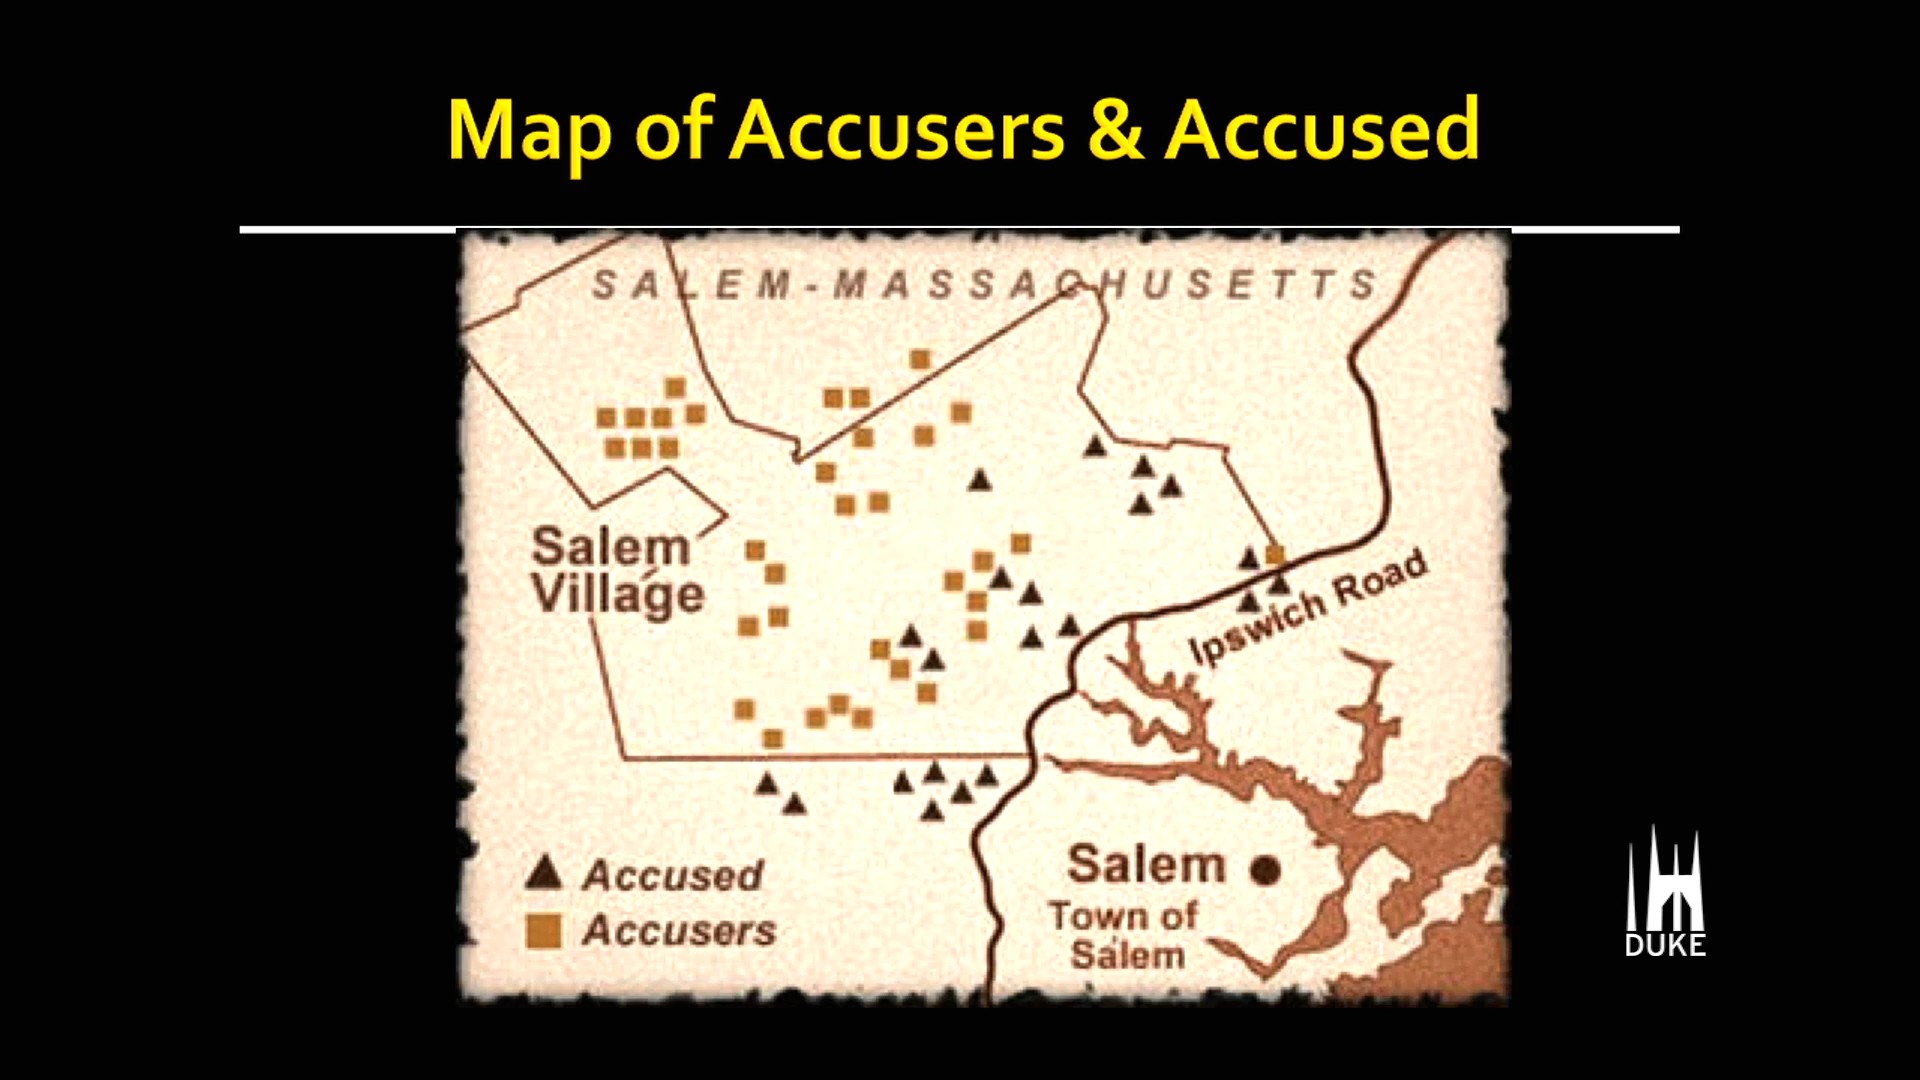 Map of Accusers & Accused
SALEM-MASSACHUSETTS
Salem
Village
Ipswich Road
Salem
Town of
Salem
Accused
Accusers
DUKE